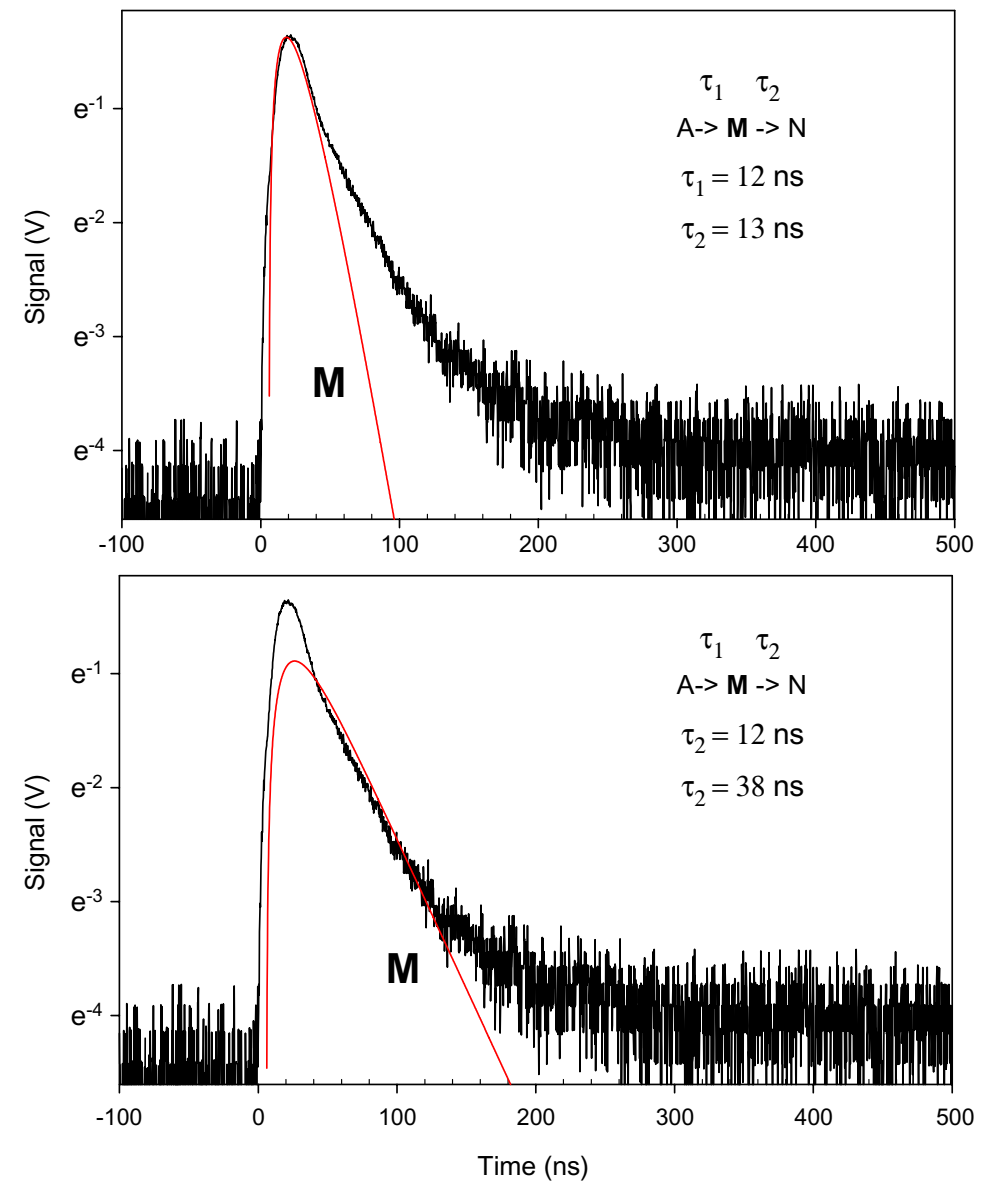 τ1 τ2
A-> M -> N
τ1 = 12 ns
τ2 = 13 ns
M
Signal (V)
e-1
e-2
e-3
e-4
-100 0 100 200 300 400 500
τ1 τ2
A-> M -> N
τ2 = 12 ns
τ2 = 38 ns
M
Signal (V)
e-1
e-2
e-3
e-4
-100 0 100 200 300 400 500
Time (ns)